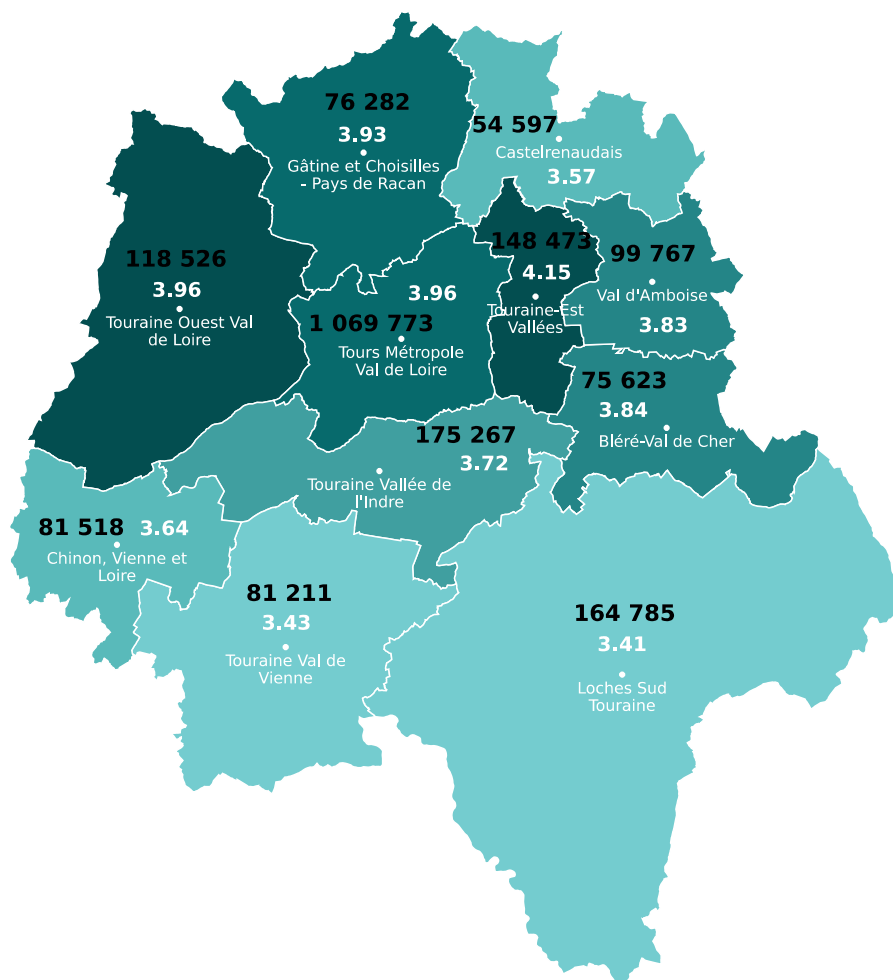 76 282
3.93
Gâtine et Choisilles
- Pays de Racan
54 597
Castelrenaudais
3.57
118 526
3.96
Touraine Ouest Val
de Loire
3.96
1 069 773
Tours Métropole
Val de Loire
148 473
4.15
Touraine-Est
Vallées
99 767
Val d'Amboise
3.83
75 623
3.84
Bléré-Val de Cher
175 267
3.72
Touraine Vallée de
l'Indre
81 518 3.64
Chinon, Vienne et
Loire
81 211
3.43
Touraine Val de
Vienne
164 785
3.41
Loches Sud
Touraine